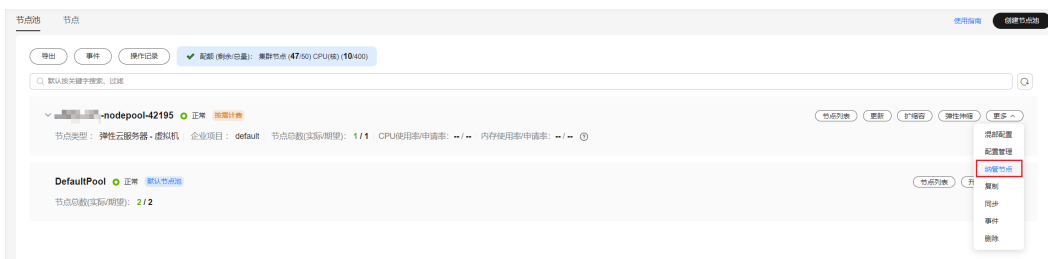 节点池 节点 使用指南 创建节点池
导出 事件 操作记录 配额 (剩余/总量): 集群节点 (47/50) CPU(核) (10/400)
默认按关键字搜索、过滤
-nodepool-42195 正常 按需计费 节点列表 更新 扩缩容 弹性伸缩 更多
节点类型: 弹性云服务器 - 虚拟机 企业项目: default 节点总数(实际/期望): 1 / 1 CPU使用率/申请率: -- / -- 内存使用率/申请率: -- / --
混部配置
配置管理
纳管节点
DefaultPool 正常 默认节点池 节点列表
复制
节点总数(实际/期望): 2 / 2
同步
事件
删除